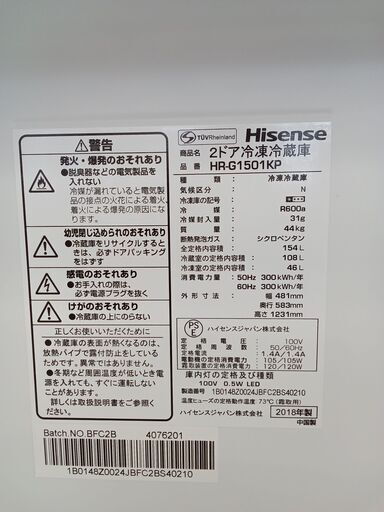 ⚠警告
発火・爆発のおそれあり
●脱臭器などの電気製品を
入れない
冷媒が漏れていると電気製
品の接点の火花による着火、
着火による爆発の原因にな
ります。
幼児閉じ込められのおそれあり
●冷蔵庫をリサイクルする
ときは、必ずドアパッキング
をはずす
感電のおそれあり
●お手入れの際は、
必ず電源プラグを抜く
けがのおそれあり
●冷蔵庫の上にのらない
正しくお使いいただくために
●冷蔵庫の表面が熱くなるのは、
放熱パイプで露付防止をしている
ためで、異常ではありません。
●冬期など周囲温度が低いとき電
源を入れても、すぐに運転しない
ことがあります。
●詳しくは取扱説明書をご参照く
ださい
TÜVRheinland
Hisense
商品名 2ドア冷凍冷蔵庫
品番 HR-G1501KP
種類: 冷凍冷蔵庫
気候区分: N
冷凍庫の記号:
冷媒: R600a
冷媒封入量: 31g
質量: 44kg
断熱発泡ガス: シクロペンタン
全定格内容積: 154L
冷蔵室の定格内容積: 108L
冷凍室の定格内容積: 46L
消費電力量: 50Hz 300kWh/年
60Hz 300kWh/年
外形寸法: 幅 481mm
奥行 583mm
高さ 1231mm
PSE
ハイセンスジャパン株式会社
定格電圧: 100V
定格周波数: 50/60Hz
定格電流: 1.4A/1.4A
電動機の定格消費電力: 105/105W
電熱装置の定格消費電力: 120/120W
庫内灯の定格及び種類
100V 0.5W LED
製造番号: 1B0148Z0024JBFC2BS40210
温度ヒューズの定格動作温度:73℃(霜取用)
ハイセンスジャパン株式会社
2018年製
中国製
Batch.NO.BFC2B 4076201
1B0148Z0024JBFC2BS40210